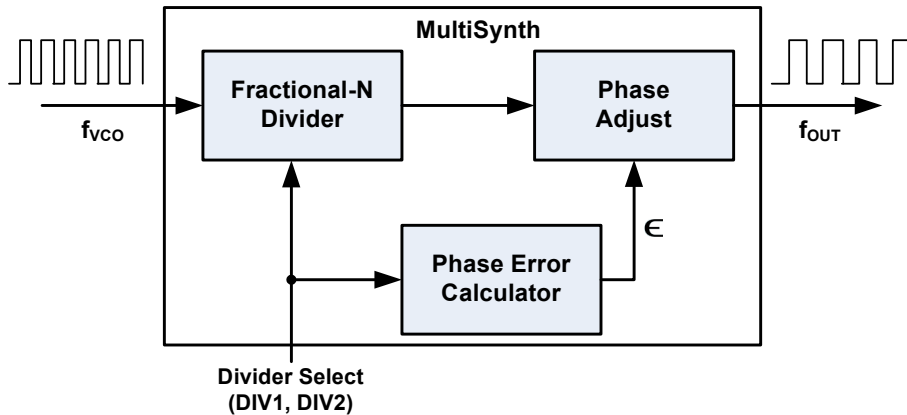 MultiSynth
Fractional-N
Divider
Phase
Adjust
fVCO
fOUT
ϵ
Phase Error
Calculator
Divider Select
(DIV1, DIV2)